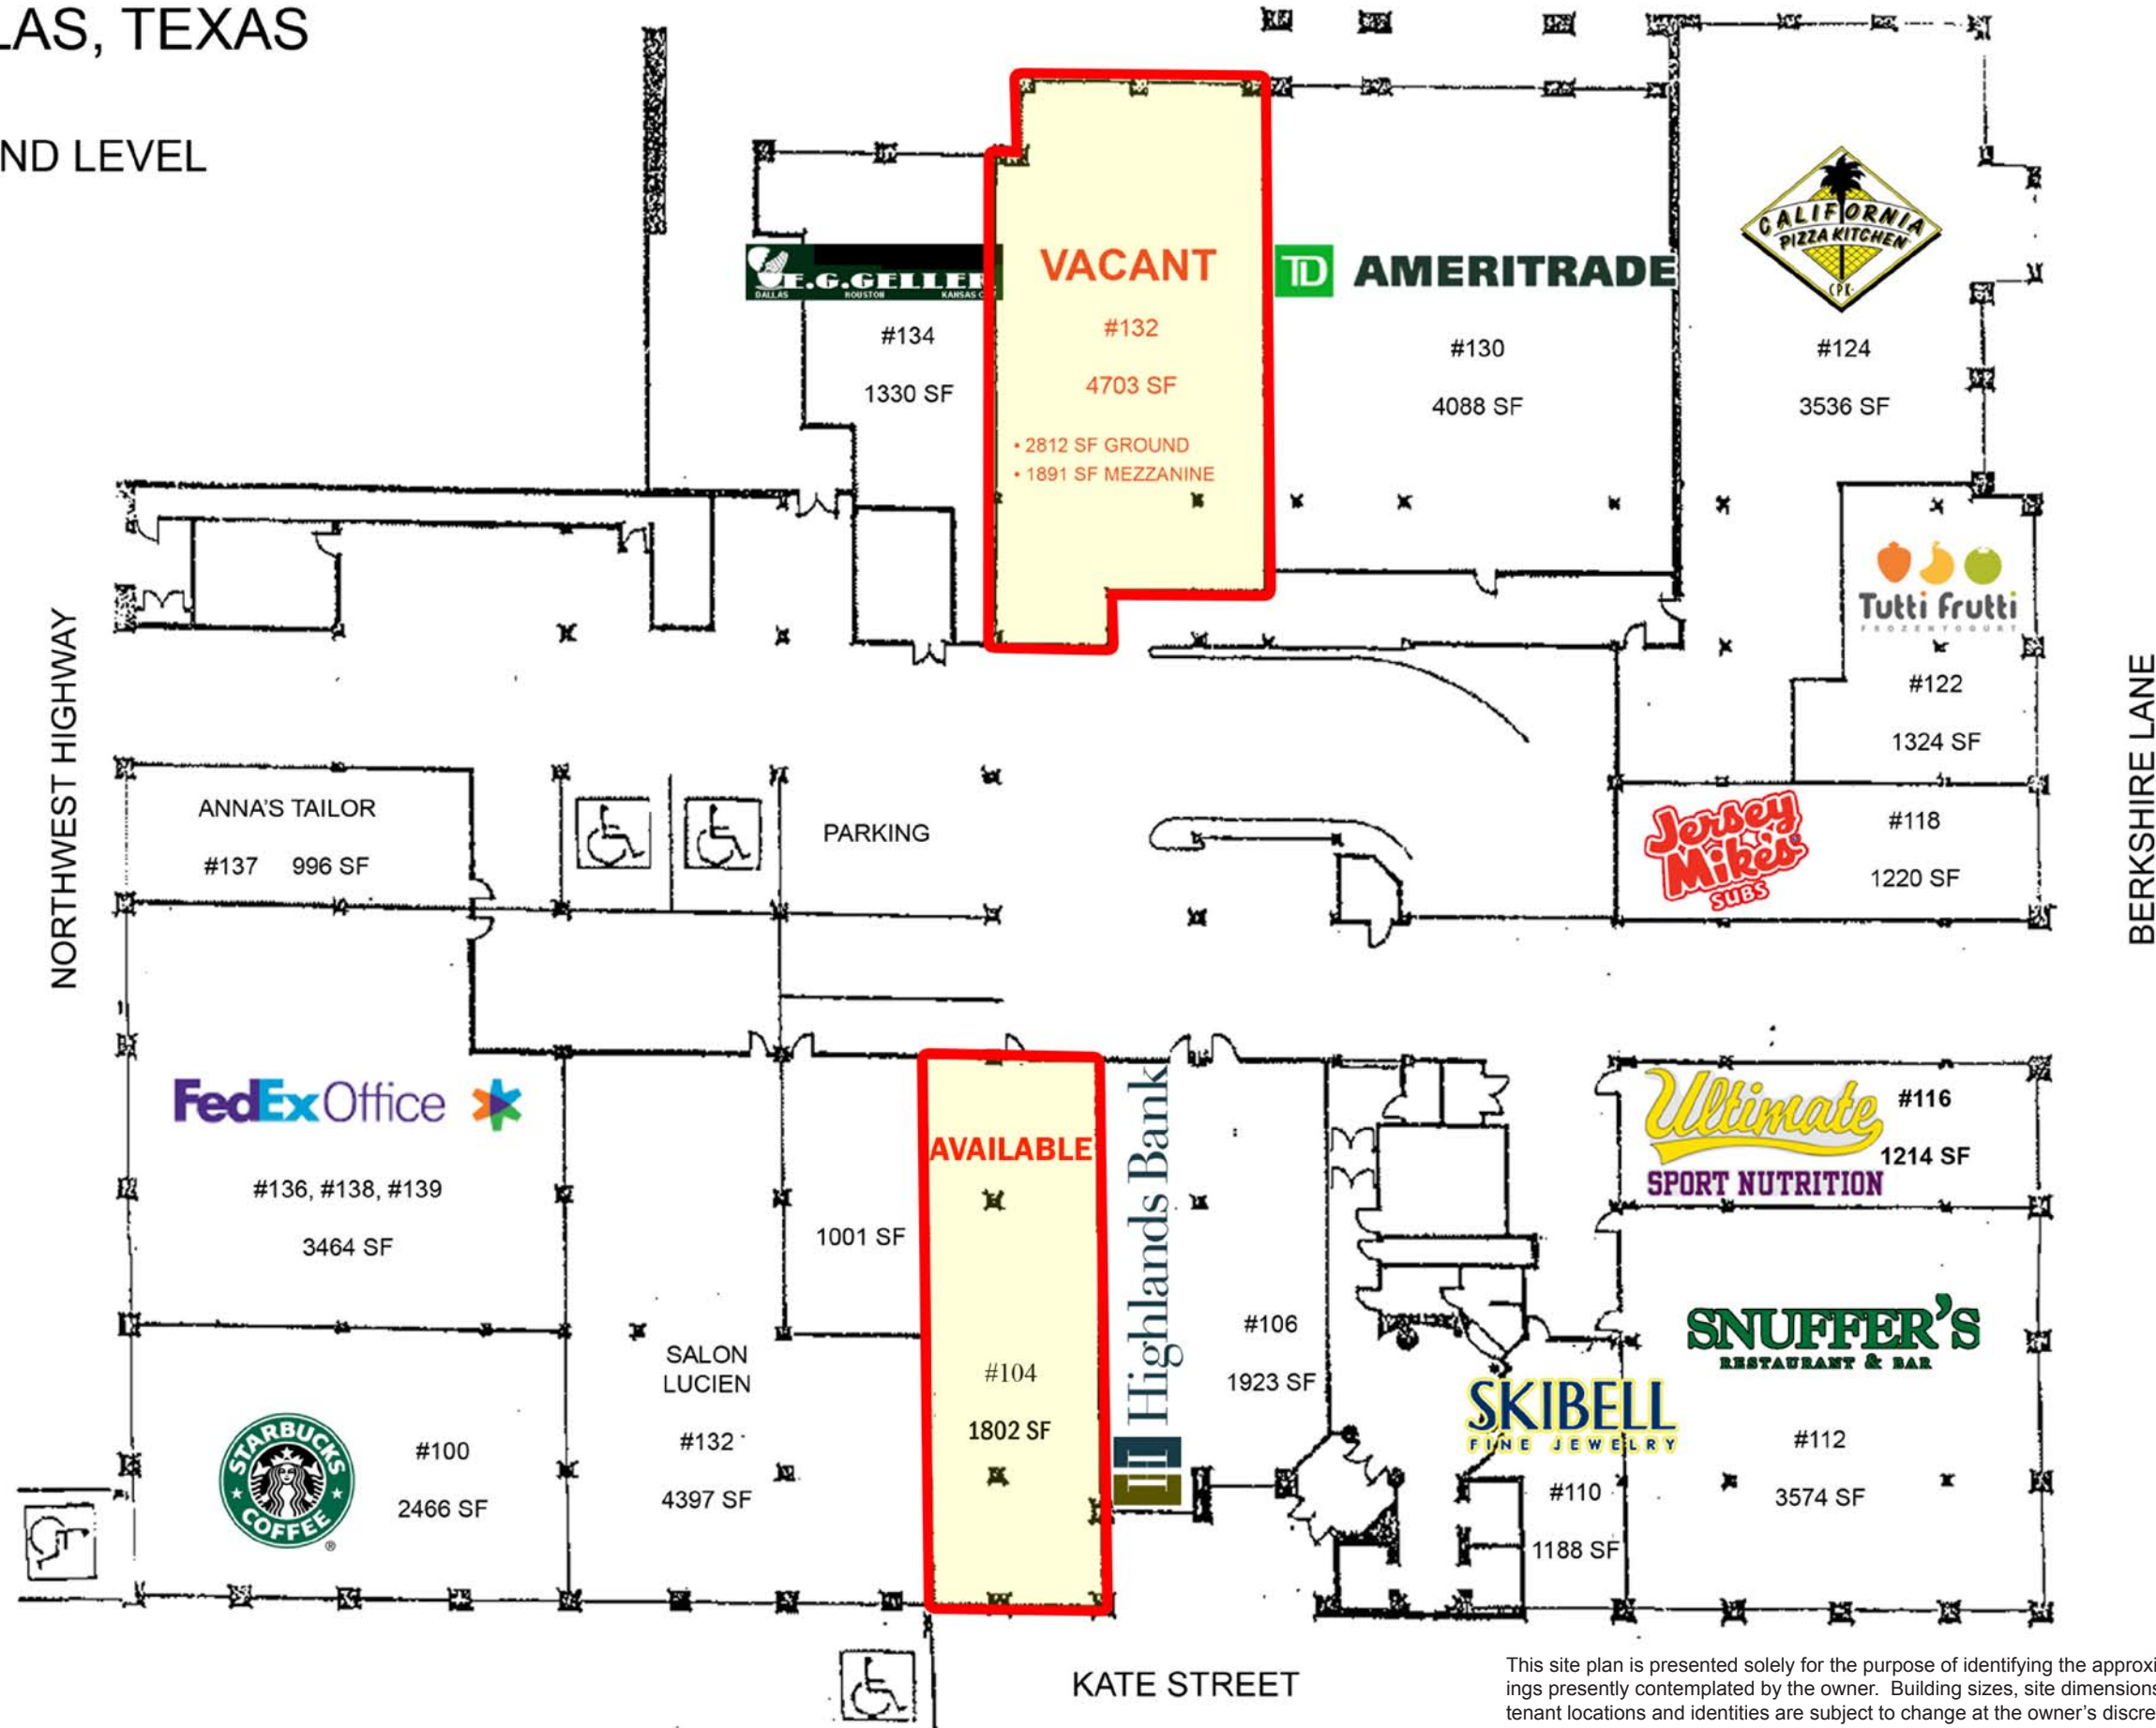 LAS, TEXAS
ND LEVEL
E.G.GELLER
DALLAS HOUSTON KANSAS C
#134
1330 SF
VACANT
#132
4703 SF
• 2812 SF GROUND
• 1891 SF MEZZANINE
TD AMERITRADE
#130
4088 SF
CALIFORNIA
PIZZA KITCHEN
CPK
#124
3536 SF
Tutti frutti
FROZEN YOGURT
#122
1324 SF
NORTHWEST HIGHWAY
BERKSHIRE LANE
ANNA'S TAILOR
#137 996 SF
PARKING
Jersey
Mike's
SUBS
#118
1220 SF
FedEx Office
#136, #138, #139
3464 SF
1001 SF
AVAILABLE
#104
1802 SF
Highlands Bank
#106
1923 SF
Ultimate
SPORT NUTRITION
#116
1214 SF
SNUFFER'S
RESTAURANT & BAR
#112
3574 SF
SKIBELL
FINE JEWELRY
#110
1188 SF
STARBUCKS
COFFEE
®
#100
2466 SF
SALON
LUCIEN
#132
4397 SF
KATE STREET
This site plan is presented solely for the purpose of identifying the approxi
ings presently contemplated by the owner. Building sizes, site dimensions
tenant locations and identities are subject to change at the owner's discre